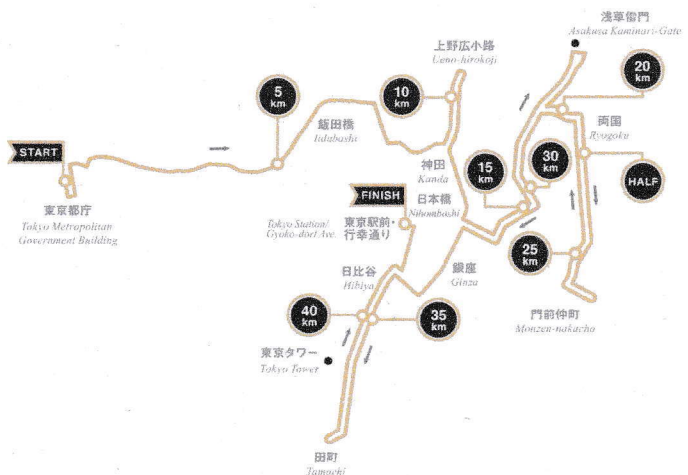 浅草雷門
Asakusa Kaminari-Gate
上野広小路
Ueno-hirokoji
20
km
5
km
10
km
飯田橋
Iidabashi
両国
Ryogoku
START
神田
Kanda
15
km
30
km
HALF
東京都庁
Tokyo Metropolitan
Government Building
FINISH
日本橋
Nihombashi
Tokyo Station/
Gyoko-dori Ave.
東京駅前・
行幸通り
25
km
日比谷
Hibiya
銀座
Ginza
門前仲町
Monzen-nakacho
40
km
35
km
東京タワー
Tokyo Tower
田町
Tamachi